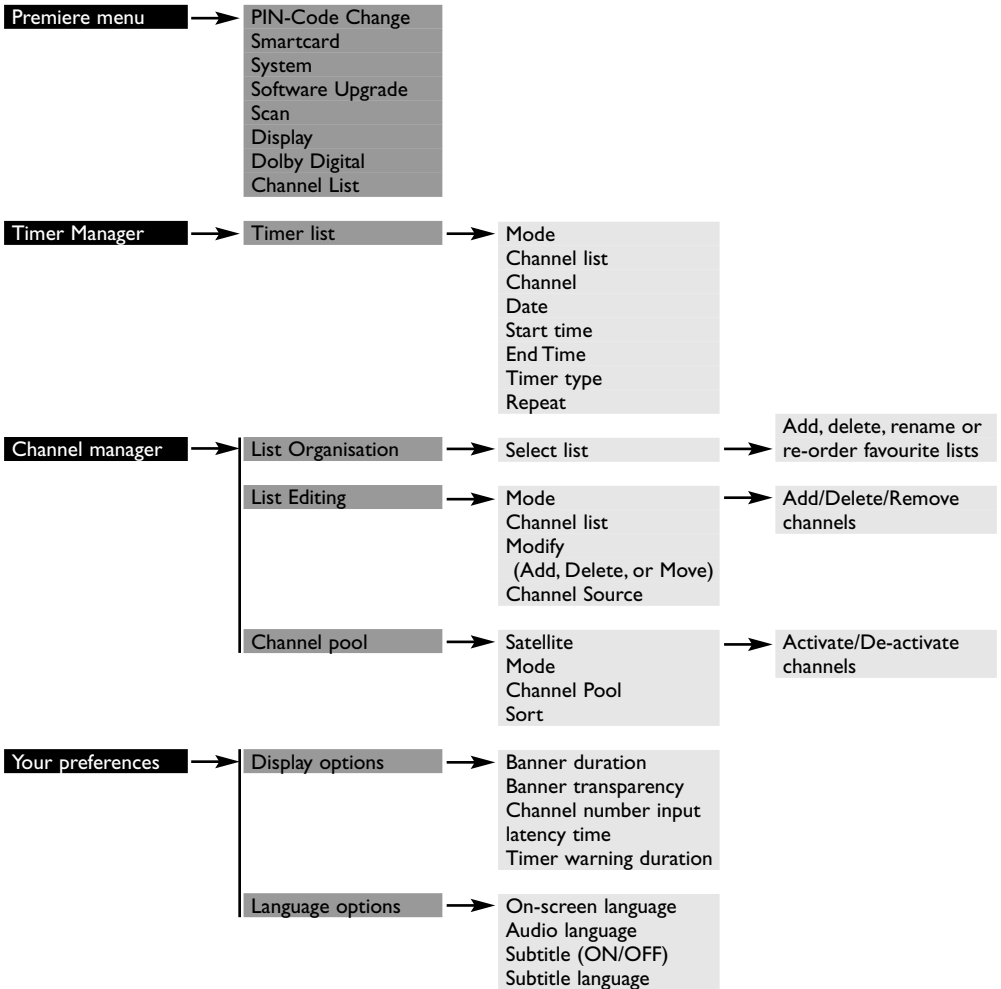 Premiere menu
PIN-Code Change
Smartcard
System
Software Upgrade
Scan
Display
Dolby Digital
Channel List
Timer Manager
Timer list
Mode
Channel list
Channel
Date
Start time
End Time
Timer type
Repeat
Channel manager
List Organisation
Select list
Add, delete, rename or
re-order favourite lists
List Editing
Mode
Channel list
Modify
(Add, Delete, or Move)
Channel Source
Add/Delete/Remove
channels
Channel pool
Satellite
Mode
Channel Pool
Sort
Activate/De-activate
channels
Your preferences
Display options
Banner duration
Banner transparency
Channel number input
latency time
Timer warning duration
Language options
On-screen language
Audio language
Subtitle (ON/OFF)
Subtitle language